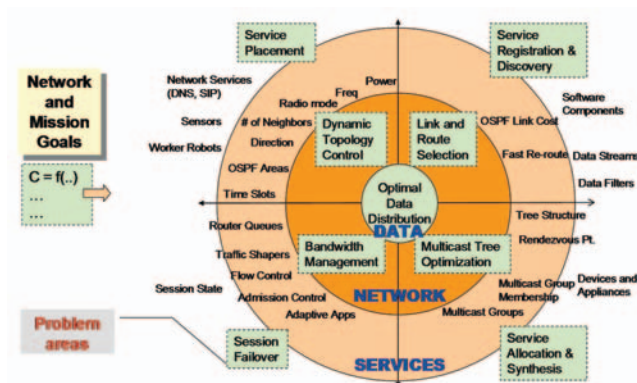 Network
and
Mission
Goals
C = f(..)
...
...
Problem
areas
Service
Placement
Service
Registration &
Discovery
Power
Freq
Radio mode
Network Services
(DNS, SIP)
Sensors
# of Neighbors
Worker Robots
Direction
OSPF Areas
Time Slots
Dynamic
Topology
Control
Link and
Route
Selection
OSPF Link Cost
Software
Components
Fast Re-route
Data Streams
Data Filters
Optimal
Data
Distribution
DATA
Tree Structure
Rendezvous Pt.
Router Queues
Traffic Shapers
Flow Control
Session State
Admission Control
Adaptive Apps
Bandwidth
Management
Multicast Tree
Optimization
NETWORK
Multicast Group
Membership
Devices and
Appliances
Multicast Groups
SERVICES
Session
Failover
Service
Allocation &
Synthesis